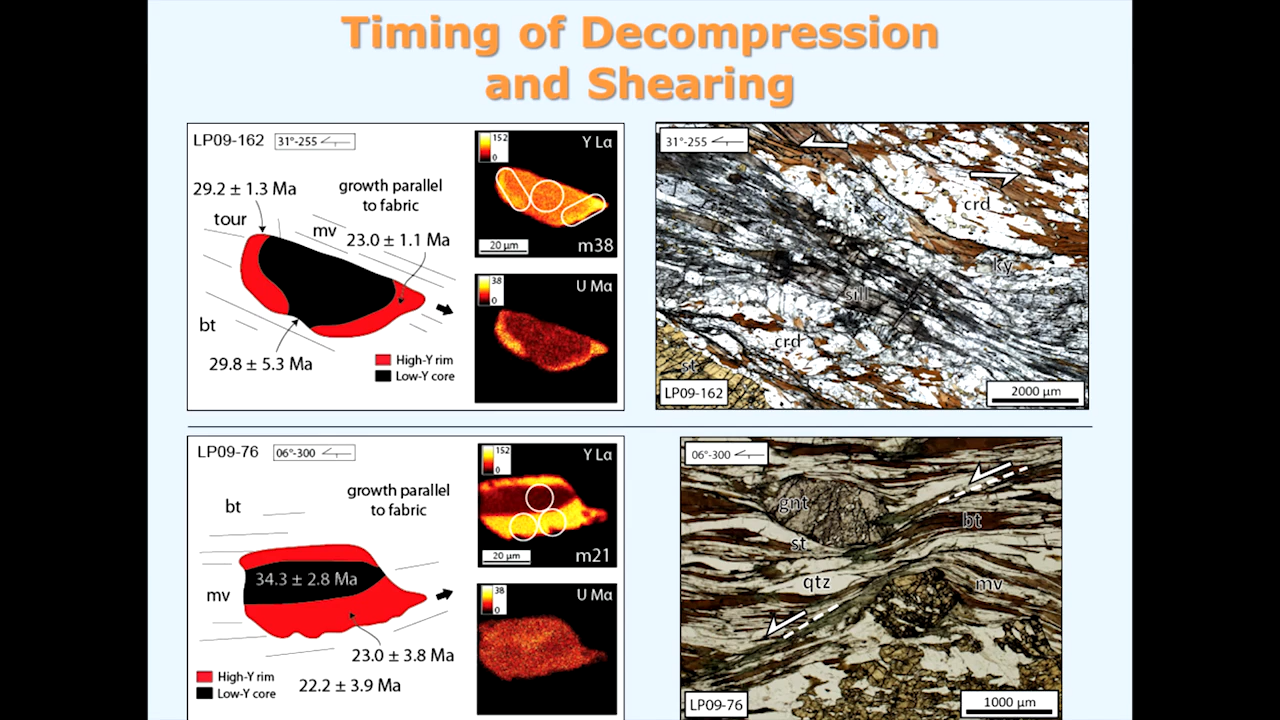 Timing of Decompression
and Shearing
LP09-162
31°-255
29.2 ± 1.3 Ma
tour
growth parallel
to fabric
mv
23.0 ± 1.1 Ma
bt
29.8 ± 5.3 Ma
High-Y rim
Low-Y core
152
0
Y Lα
20 µm
m38
38
0
U Mα
31°-255
crd
ky
sill
crd
st
LP09-162
2000 µm
LP09-76
06°-300
growth parallel
to fabric
bt
34.3 ± 2.8 Ma
mv
23.0 ± 3.8 Ma
High-Y rim
Low-Y core
22.2 ± 3.9 Ma
152
0
Y Lα
20 µm
m21
38
0
U Mα
06°-300
gnt
bt
st
qtz
mv
LP09-76
1000 µm